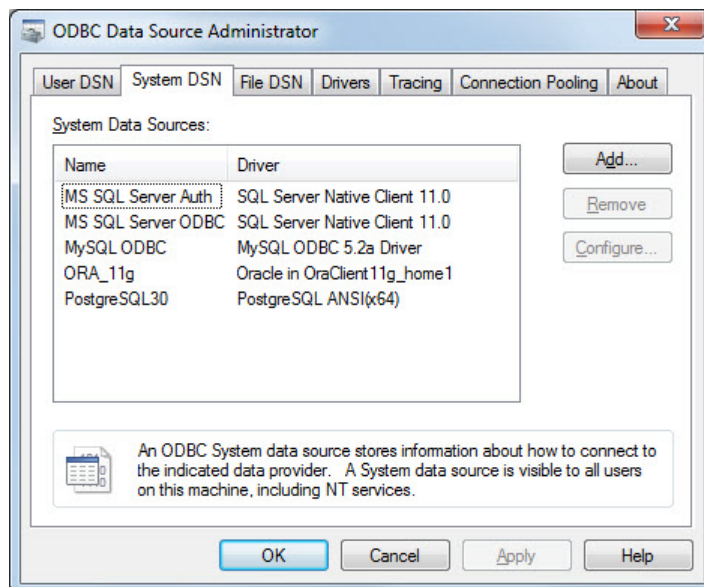 ODBC Data Source Administrator
User DSN System DSN File DSN Drivers Tracing Connection Pooling About
System Data Sources:
Name Driver
MS SQL Server Auth SQL Server Native Client 11.0
MS SQL Server ODBC SQL Server Native Client 11.0
MySQL ODBC MySQL ODBC 5.2a Driver
ORA_11g Oracle in OraClient11g_home1
PostgreSQL30 PostgreSQL ANSI(x64)
Add...
Remove
Configure...
An ODBC System data source stores information about how to connect to
the indicated data provider. A System data source is visible to all users
on this machine, including NT services.
OK Cancel Apply Help